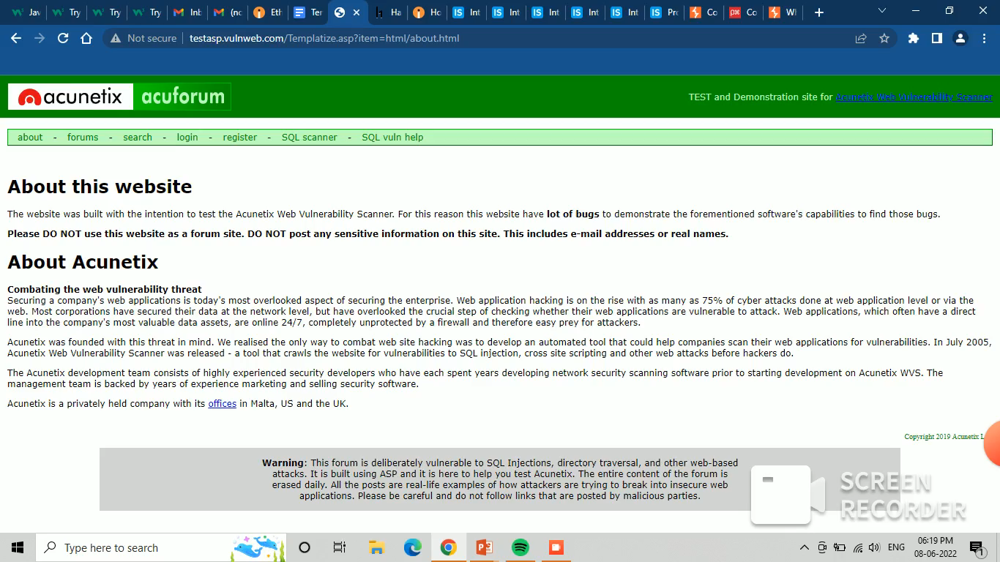 Jav
Try
Try
Try
Inb
(no
Eth
Ter
Ha
Ho
Int
Int
Int
Int
Int
Pro
Co
Co
Wh
Not secure
testasp.vulnweb.com/Templatize.asp?item=html/about.html
acunetix acuforum
TEST and Demonstration site for Acunetix Web Vulnerability Scanner
about - forums - search - login - register - SQL scanner - SQL vuln help
About this website
The website was built with the intention to test the Acunetix Web Vulnerability Scanner. For this reason this website have lot of bugs to demonstrate the forementioned software's capabilities to find those bugs.
Please DO NOT use this website as a forum site. DO NOT post any sensitive information on this site. This includes e-mail addresses or real names.
About Acunetix
Combating the web vulnerability threat
Securing a company's web applications is today's most overlooked aspect of securing the enterprise. Web application hacking is on the rise with as many as 75% of cyber attacks done at web application level or via the
web. Most corporations have secured their data at the network level, but have overlooked the crucial step of checking whether their web applications are vulnerable to attack. Web applications, which often have a direct
line into the company's most valuable data assets, are online 24/7, completely unprotected by a firewall and therefore easy prey for attackers.
Acunetix was founded with this threat in mind. We realised the only way to combat web site hacking was to develop an automated tool that could help companies scan their web applications for vulnerabilities. In July 2005,
Acunetix Web Vulnerability Scanner was released - a tool that crawls the website for vulnerabilities to SQL injection, cross site scripting and other web attacks before hackers do.
The Acunetix development team consists of highly experienced security developers who have each spent years developing network security scanning software prior to starting development on Acunetix WVS. The
management team is backed by years of experience marketing and selling security software.
Acunetix is a privately held company with its offices in Malta, US and the UK.
Copyright 2019 Acunetix L
Warning: This forum is deliberately vulnerable to SQL Injections, directory traversal, and other web-based
attacks. It is built using ASP and it is here to help you test Acunetix. The entire content of the forum is
erased daily. All the posts are real-life examples of how attackers are trying to break into insecure web
applications. Please be careful and do not follow links that are posted by malicious parties.
SCREEN
RECORDER
Type here to search
ENG
06:19 PM
08-06-2022
1